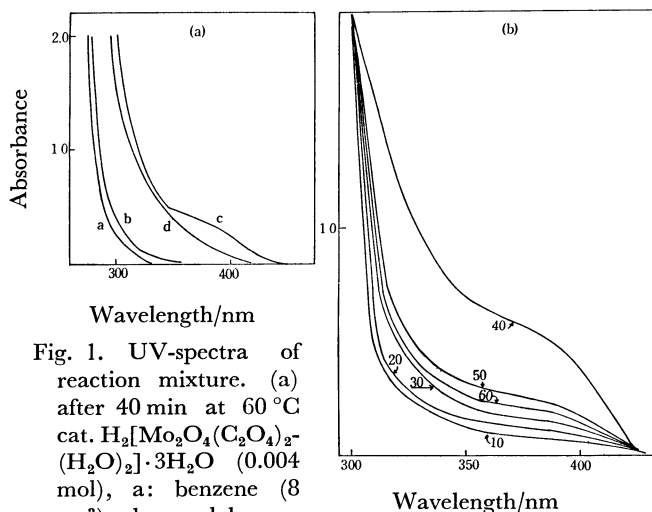 (a)
(b)
2.0
1 0
Absorbance
a
b
d
c
300
400
Wavelength/nm
1 0
40
50
60
30
20
10
300
350
400
Wavelength/nm
Fig. 1. UV-spectra of
reaction mixture. (a)
after 40 min at 60 °C
cat. H₂[Mo₂O₄(C₂O₄)₂-
(H₂O)₂]·3H₂O (0.004
mol), a: benzene (8